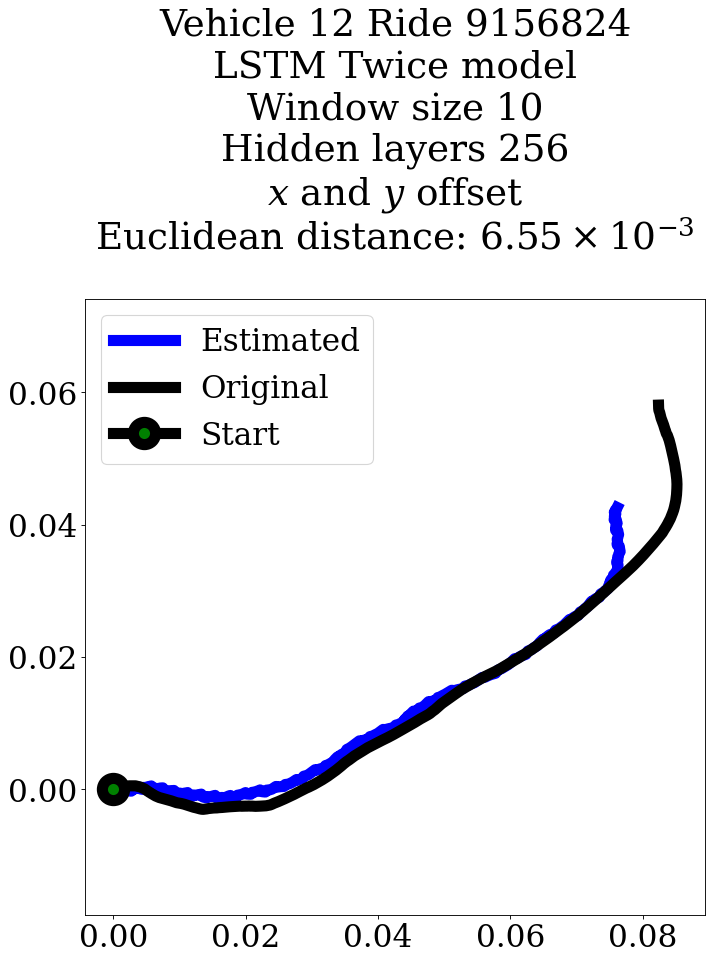 Vehicle 12 Ride 9156824
LSTM Twice model
Window size 10
Hidden layers 256
x and y offset
Euclidean distance: 6.55 × 10⁻³
Estimated
Original
Start
0.06
0.04
0.02
0.00
0.00 0.02 0.04 0.06 0.08